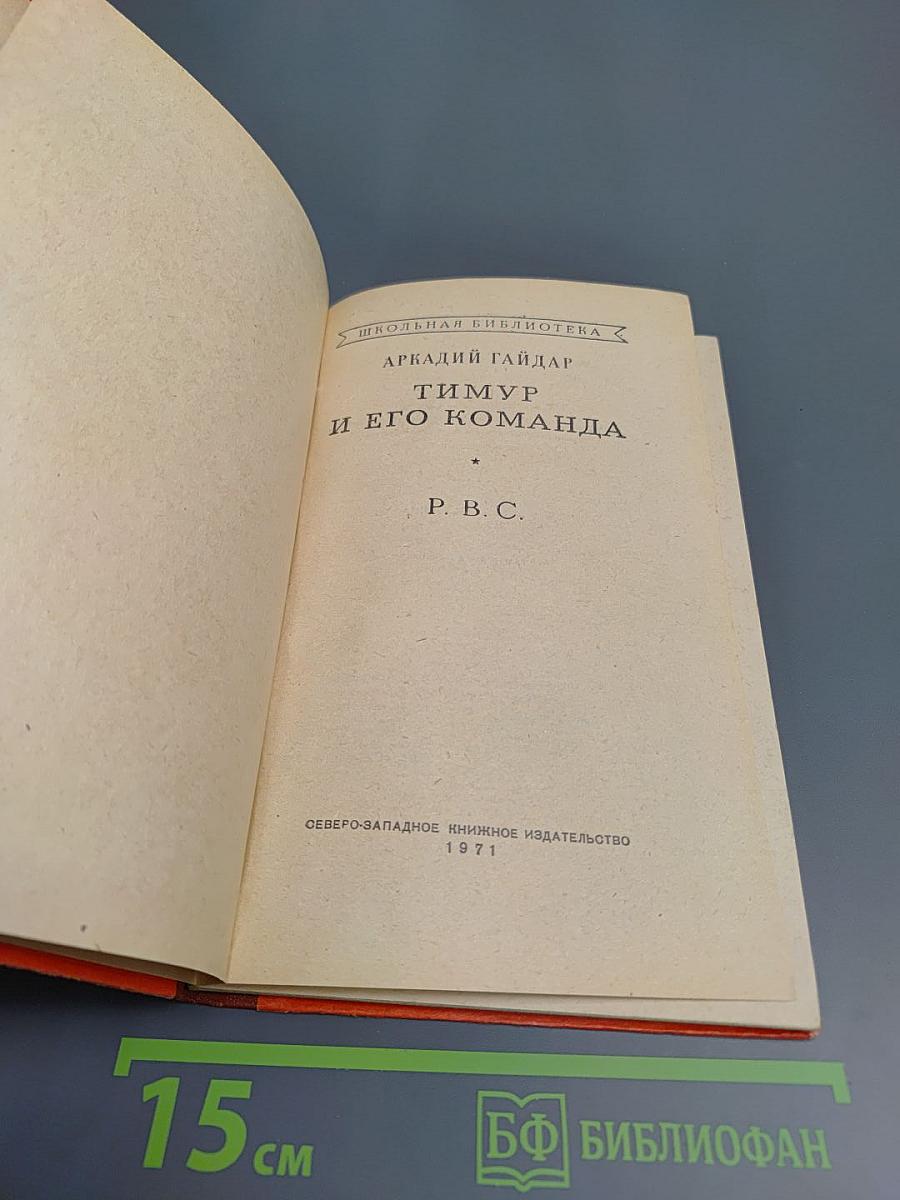 ШКОЛЬНАЯ БИБЛИОТЕКА
АРКАДИЙ ГАЙДАР
ТИМУР
И ЕГО КОМАНДА
*
Р. В. С.
СЕВЕРО-ЗАПАДНОЕ КНИЖНОЕ ИЗДАТЕЛЬСТВО
1971
15 см
БФ БИБЛИОФАН